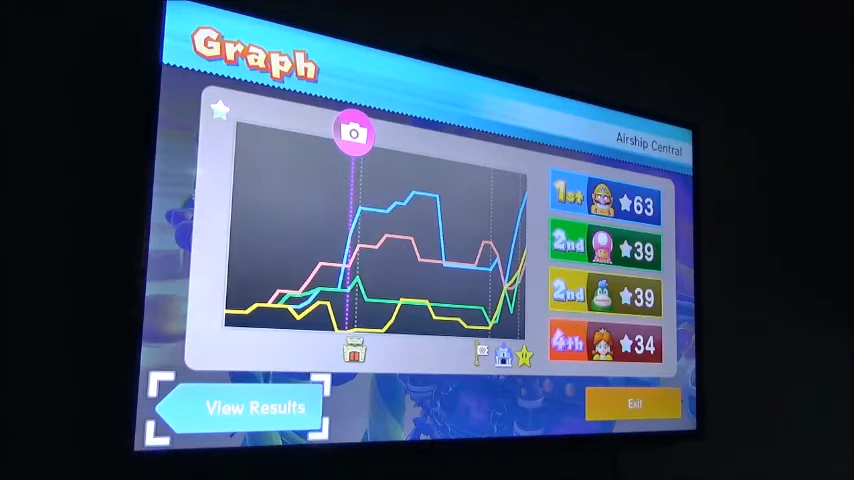 Graph
Airship Central
1st 63
2nd 39
2nd 39
4th 34
View Results
Exit